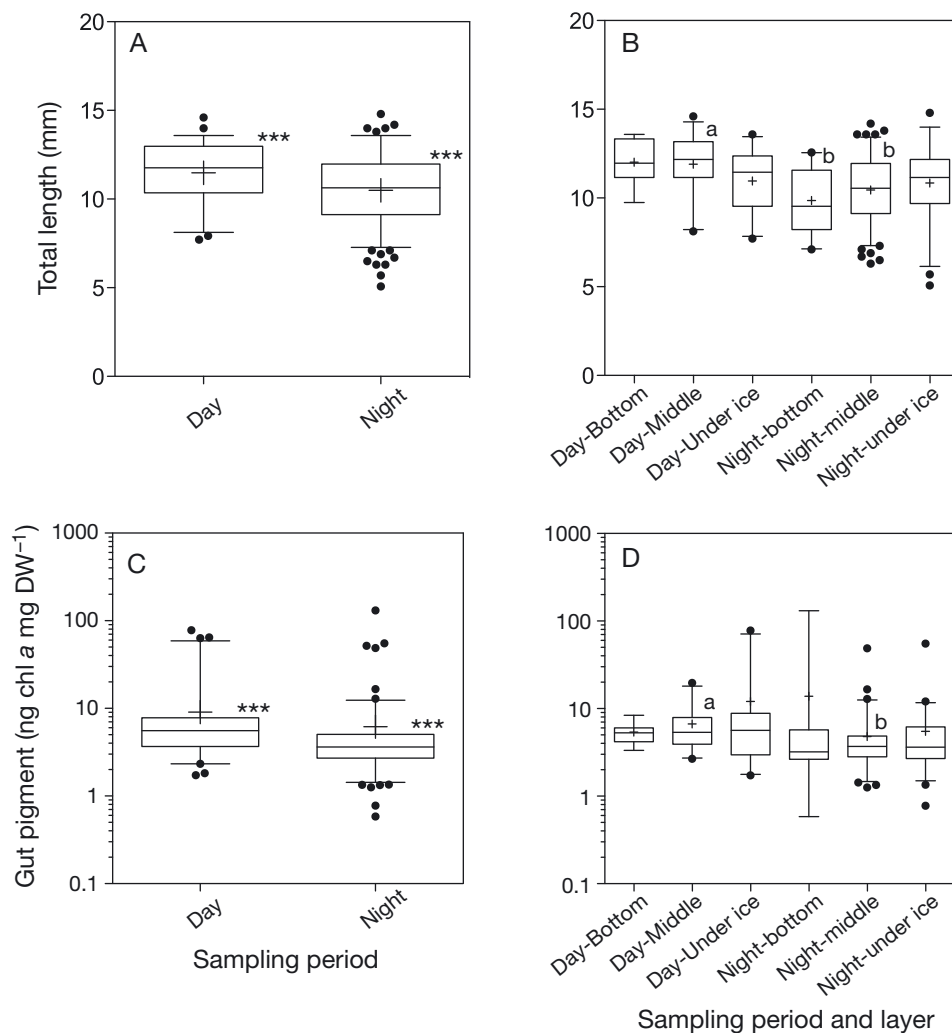 A
B
Total length (mm)
20
15
10
5
0
***
***
Day
Night
20
15
10
5
0
a
b
b
Day-Bottom
Day-Middle
Day-Under ice
Night-bottom
Night-middle
Night-under ice
C
D
Gut pigment (ng chl a mg DW⁻¹)
1000
100
10
1
0.1
***
***
Day
Night
Sampling period
1000
100
10
1
0.1
a
b
Day-Bottom
Day-Middle
Day-Under ice
Night-bottom
Night-middle
Night-under ice
Sampling period and layer